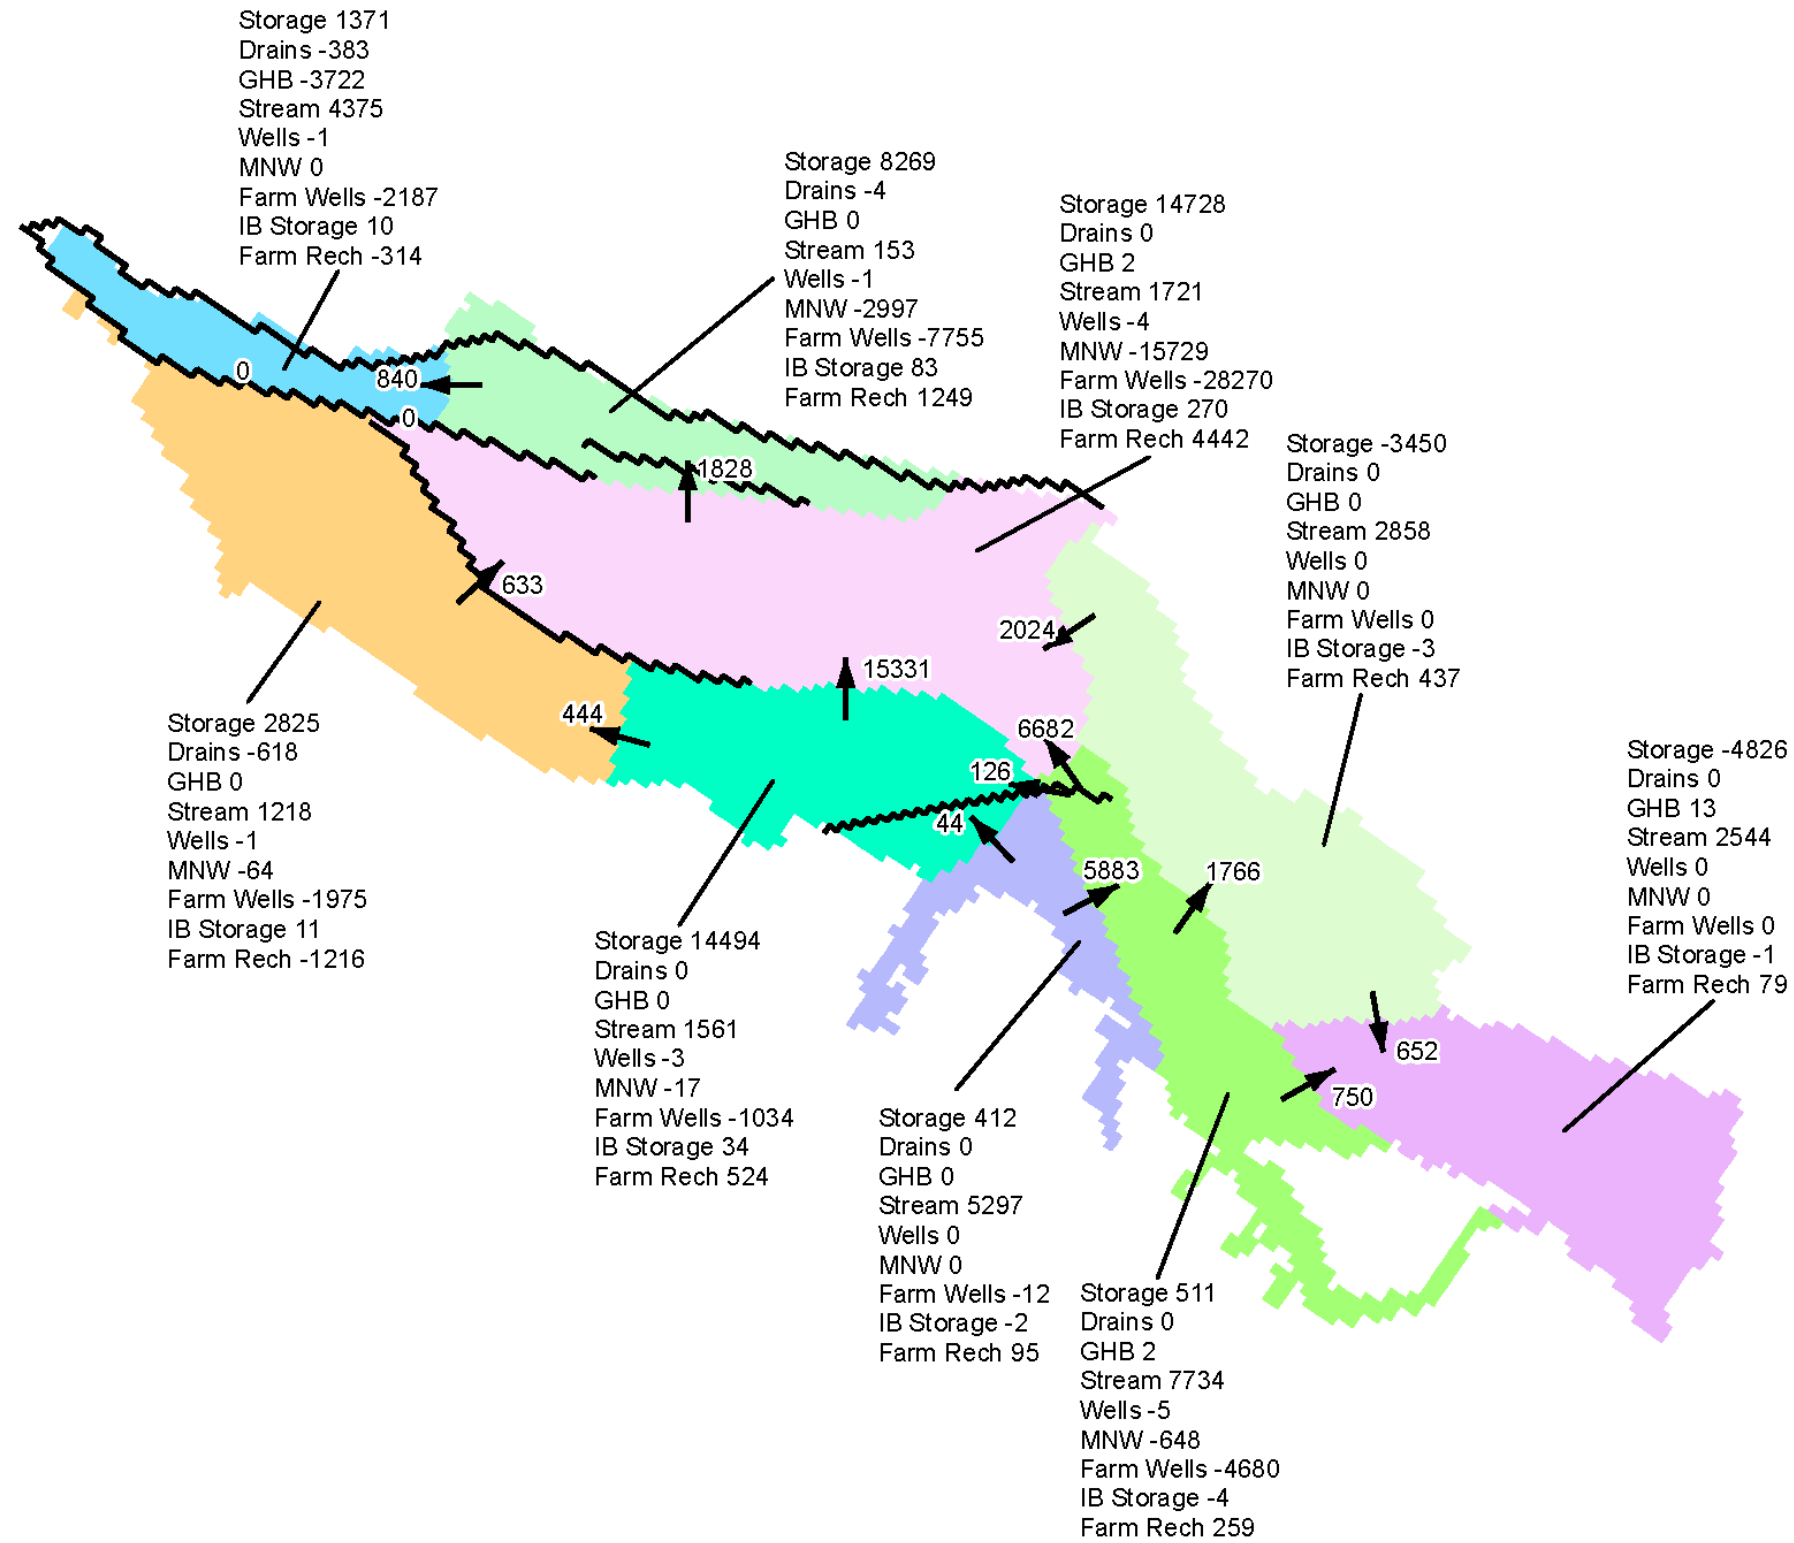 Storage 1371
Drains -383
GHB -3722
Stream 4375
Wells -1
MNW 0
Farm Wells -2187
IB Storage 10
Farm Rech -314
Storage 8269
Drains -4
GHB 0
Stream 153
Wells -1
MNW -2997
Farm Wells -7755
IB Storage 83
Farm Rech 1249
Storage 14728
Drains 0
GHB 2
Stream 1721
Wells -4
MNW -15729
Farm Wells -28270
IB Storage 270
Farm Rech 4442
Storage -3450
Drains 0
GHB 0
Stream 2858
Wells 0
MNW 0
Farm Wells 0
IB Storage -3
Farm Rech 437
Storage -4826
Drains 0
GHB 13
Stream 2544
Wells 0
MNW 0
Farm Wells 0
IB Storage -1
Farm Rech 79
0
840
0
1828
633
2024
15331
444
6682
126
44
5883
1766
652
750
Storage 2825
Drains -618
GHB 0
Stream 1218
Wells -1
MNW -64
Farm Wells -1975
IB Storage 11
Farm Rech -1216
Storage 14494
Drains 0
GHB 0
Stream 1561
Wells -3
MNW -17
Farm Wells -1034
IB Storage 34
Farm Rech 524
Storage 412
Drains 0
GHB 0
Stream 5297
Wells 0
MNW 0
Farm Wells -12
IB Storage -2
Farm Rech 95
Storage 511
Drains 0
GHB 2
Stream 7734
Wells -5
MNW -648
Farm Wells -4680
IB Storage -4
Farm Rech 259